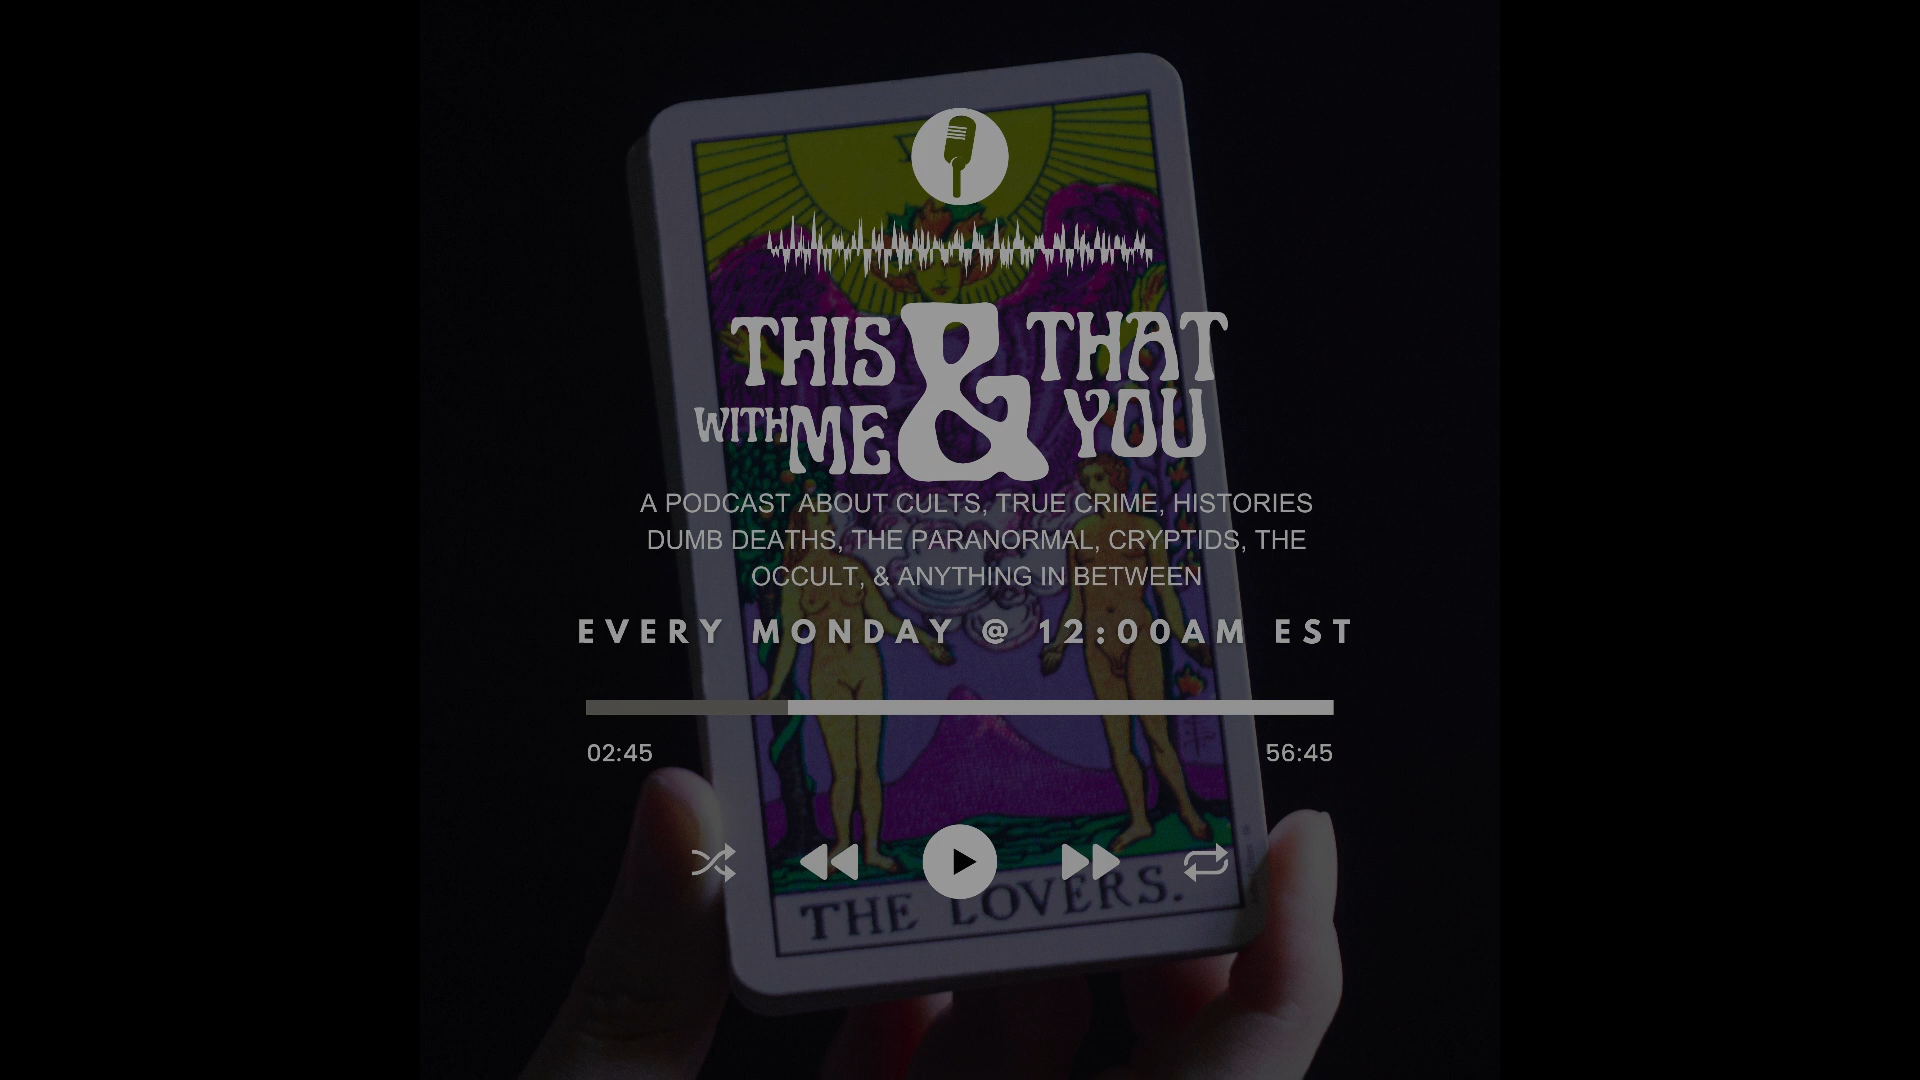 THIS & THAT
WITH ME YOU
A PODCAST ABOUT CULTS, TRUE CRIME, HISTORIES
DUMB DEATHS, THE PARANORMAL, CRYPTIDS, THE
OCCULT, & ANYTHING IN BETWEEN
EVERY MONDAY @ 12:00AM EST
02:45 56:45
THE LOVERS.